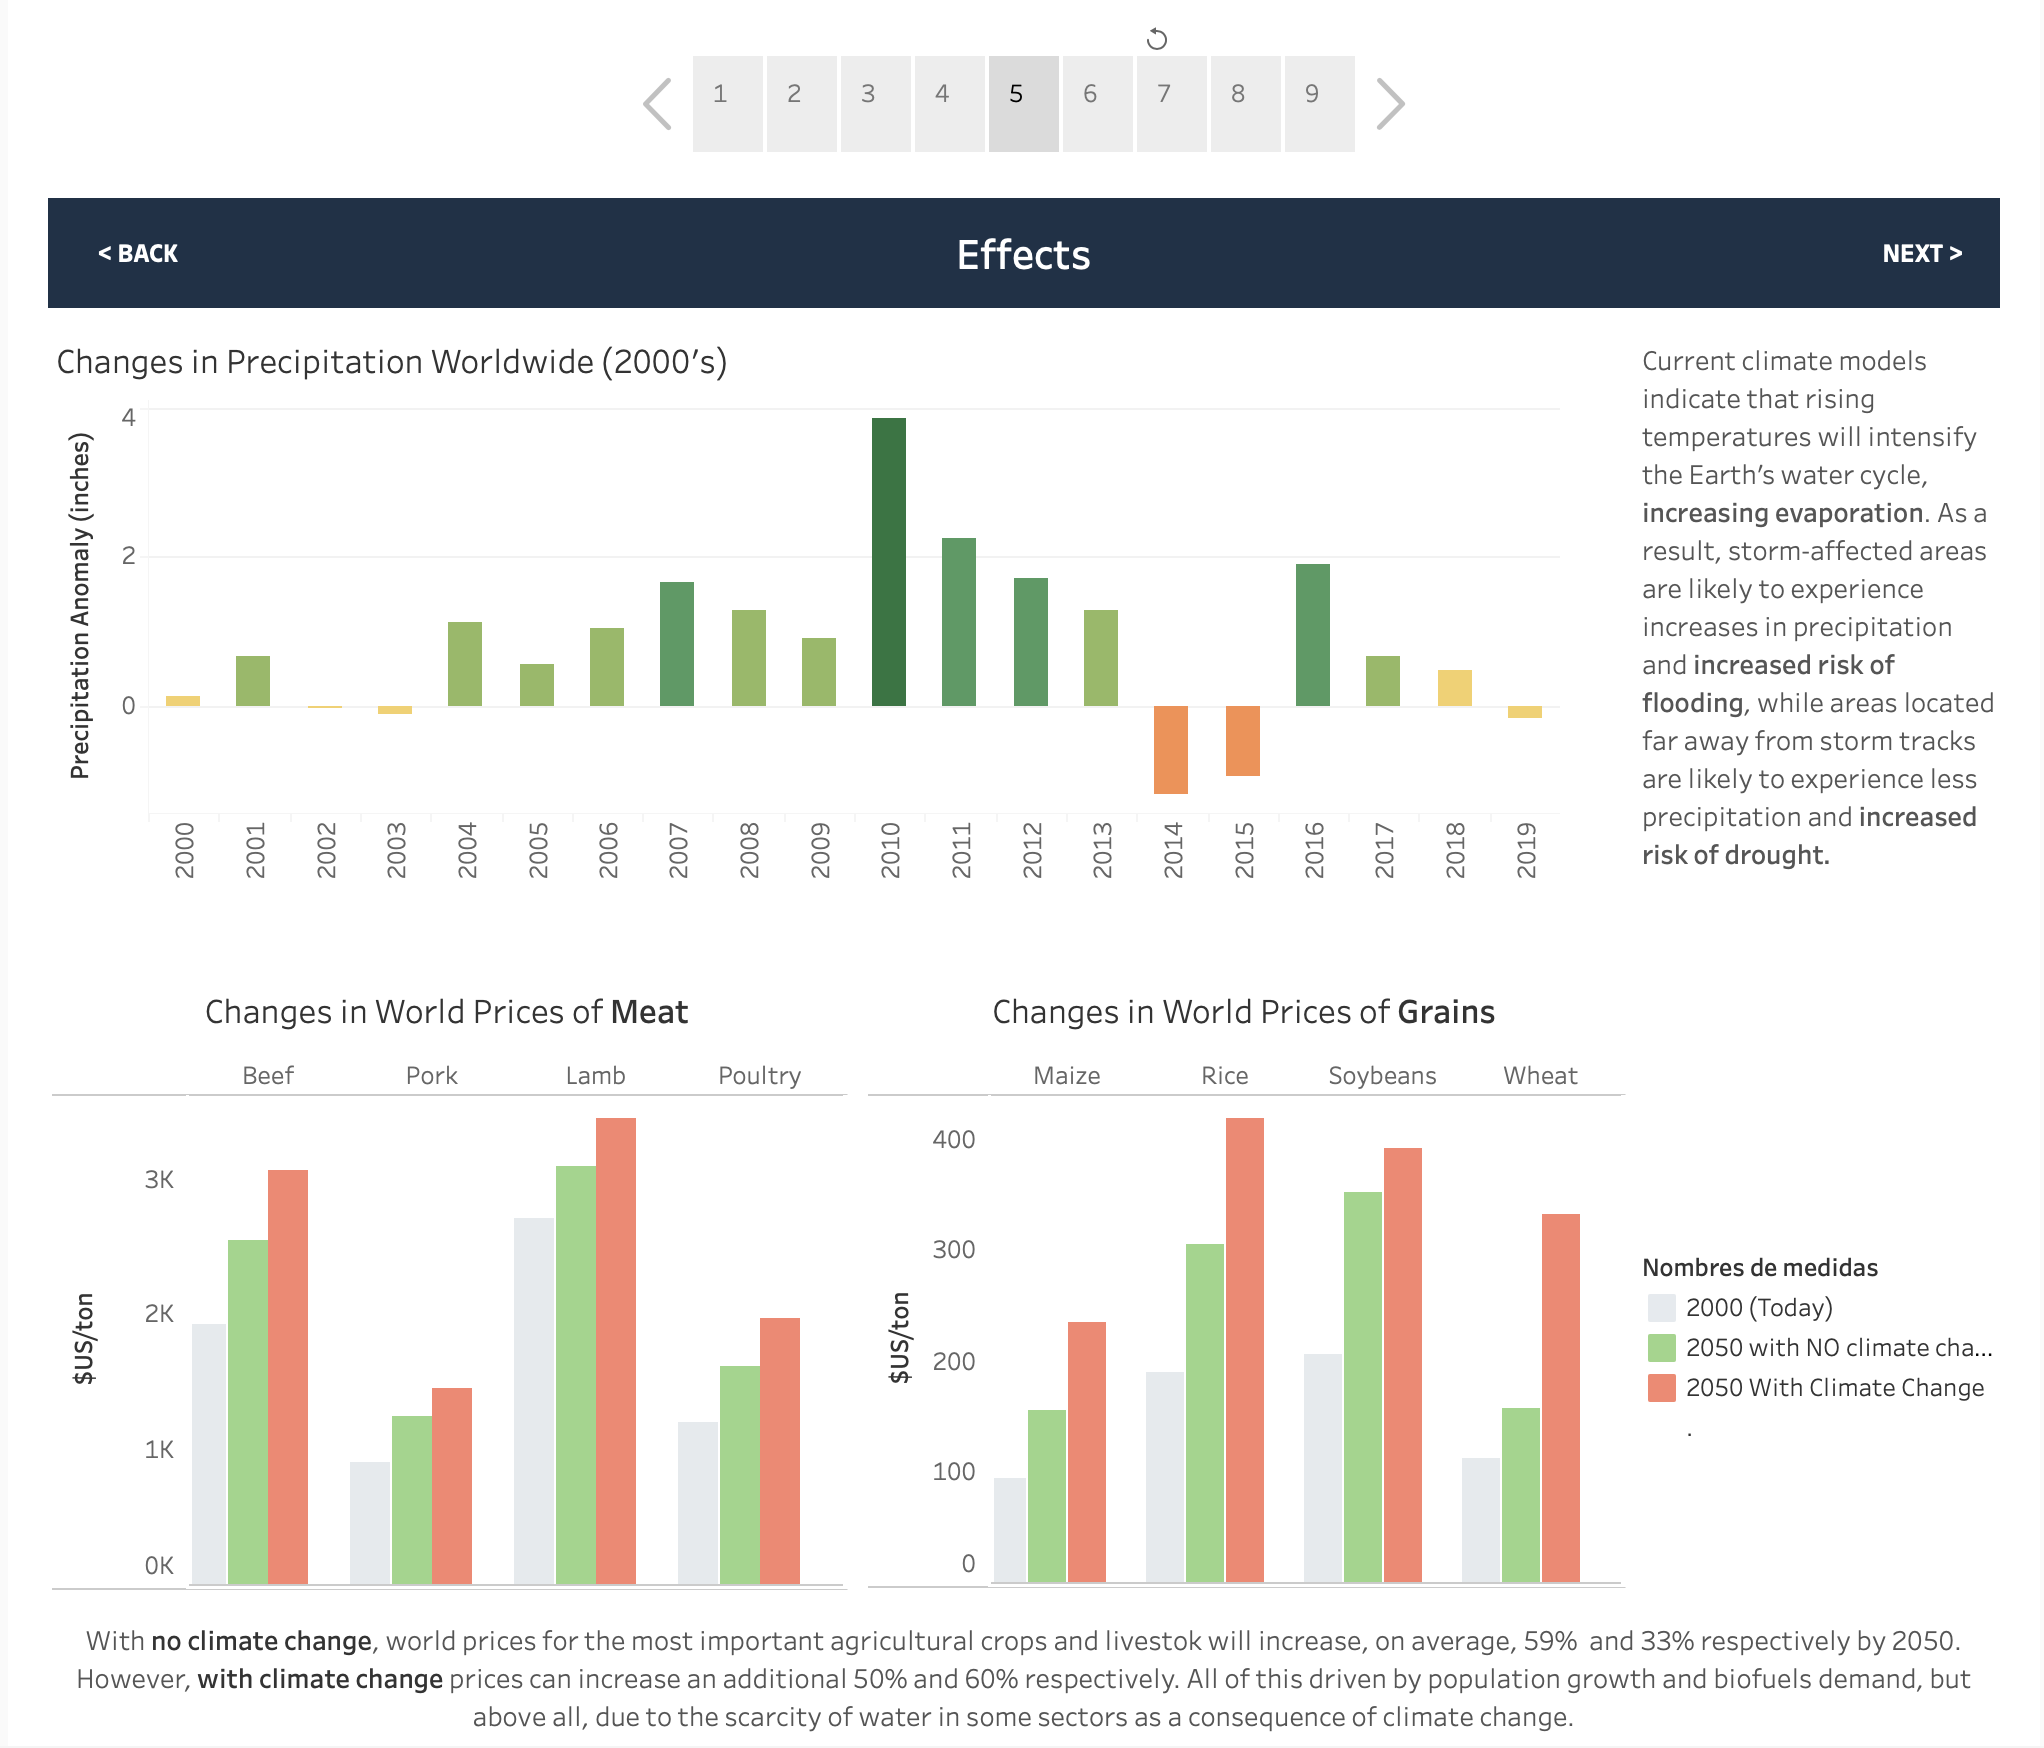 1 2 3 4 5 6 7 8 9
< BACK
Effects
NEXT >
Changes in Precipitation Worldwide (2000's)
Precipitation Anomaly (inches)
4
2
0
2000 2001 2002 2003 2004 2005 2006 2007 2008 2009 2010 2011 2012 2013 2014 2015 2016 2017 2018 2019
Current climate models
indicate that rising
temperatures will intensify
the Earth's water cycle,
increasing evaporation. As a
result, storm-affected areas
are likely to experience
increases in precipitation
and increased risk of
flooding, while areas located
far away from storm tracks
are likely to experience less
precipitation and increased
risk of drought.
Changes in World Prices of Meat
Beef Pork Lamb Poultry
$US/ton
3K
2K
1K
0K
Changes in World Prices of Grains
Maize Rice Soybeans Wheat
$US/ton
400
300
200
100
0
Nombres de medidas
2000 (Today)
2050 with NO climate cha...
2050 With Climate Change
.
With no climate change, world prices for the most important agricultural crops and livestok will increase, on average, 59% and 33% respectively by 2050.
However, with climate change prices can increase an additional 50% and 60% respectively. All of this driven by population growth and biofuels demand, but
above all, due to the scarcity of water in some sectors as a consequence of climate change.